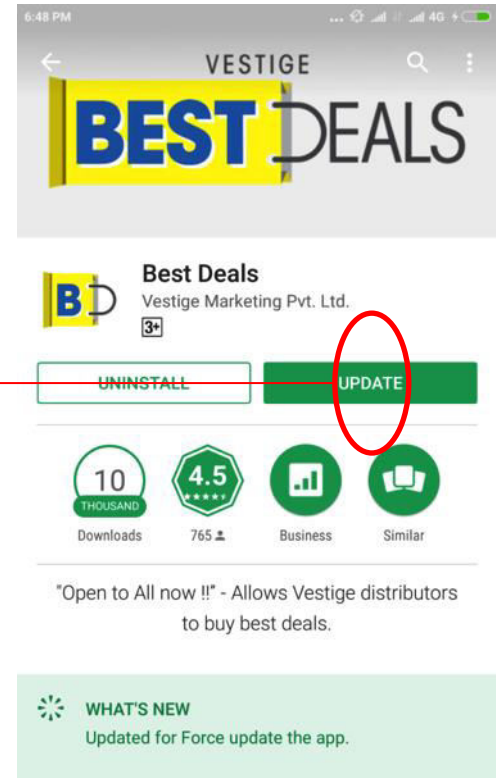 6:48 PM ... 4G
VESTIGE
BEST DEALS
BD
Best Deals
Vestige Marketing Pvt. Ltd.
3+
UNINSTALL UPDATE
10 4.5
THOUSAND
Downloads 765 Business Similar
"Open to All now !!" - Allows Vestige distributors
to buy best deals.
WHAT'S NEW
Updated for Force update the app.